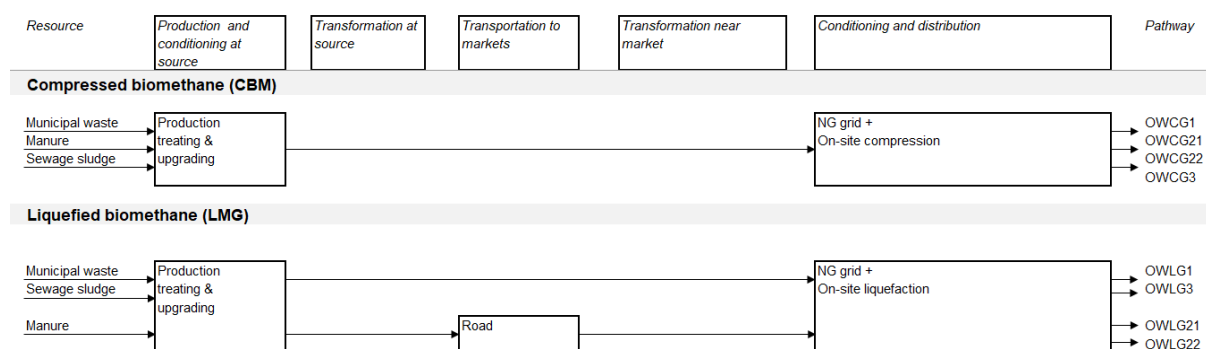 Resource
Production and
conditioning at
source
Transformation at
source
Transportation to
markets
Transformation near
market
Conditioning and distribution
Pathway
Compressed biomethane (CBM)
Municipal waste
Manure
Sewage sludge
Production
treating &
upgrading
NG grid +
On-site compression
OWCG1
OWCG21
OWCG22
OWCG3
Liquefied biomethane (LMG)
Municipal waste
Sewage sludge
Manure
Production
treating &
upgrading
Road
NG grid +
On-site liquefaction
OWLG1
OWLG3
OWLG21
OWLG22